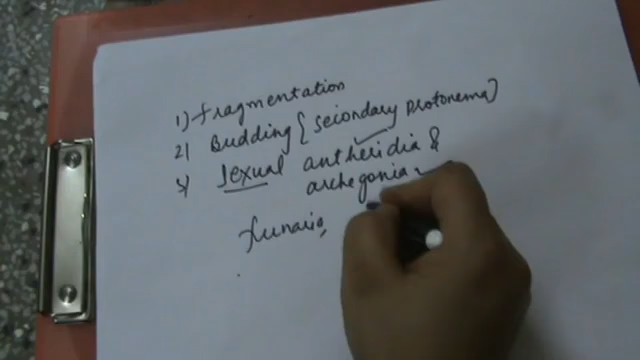 1) Fragmentation
2) Budding {Secondary Protonema}
3) Sexual antheridia &
archegonia
Funaria,